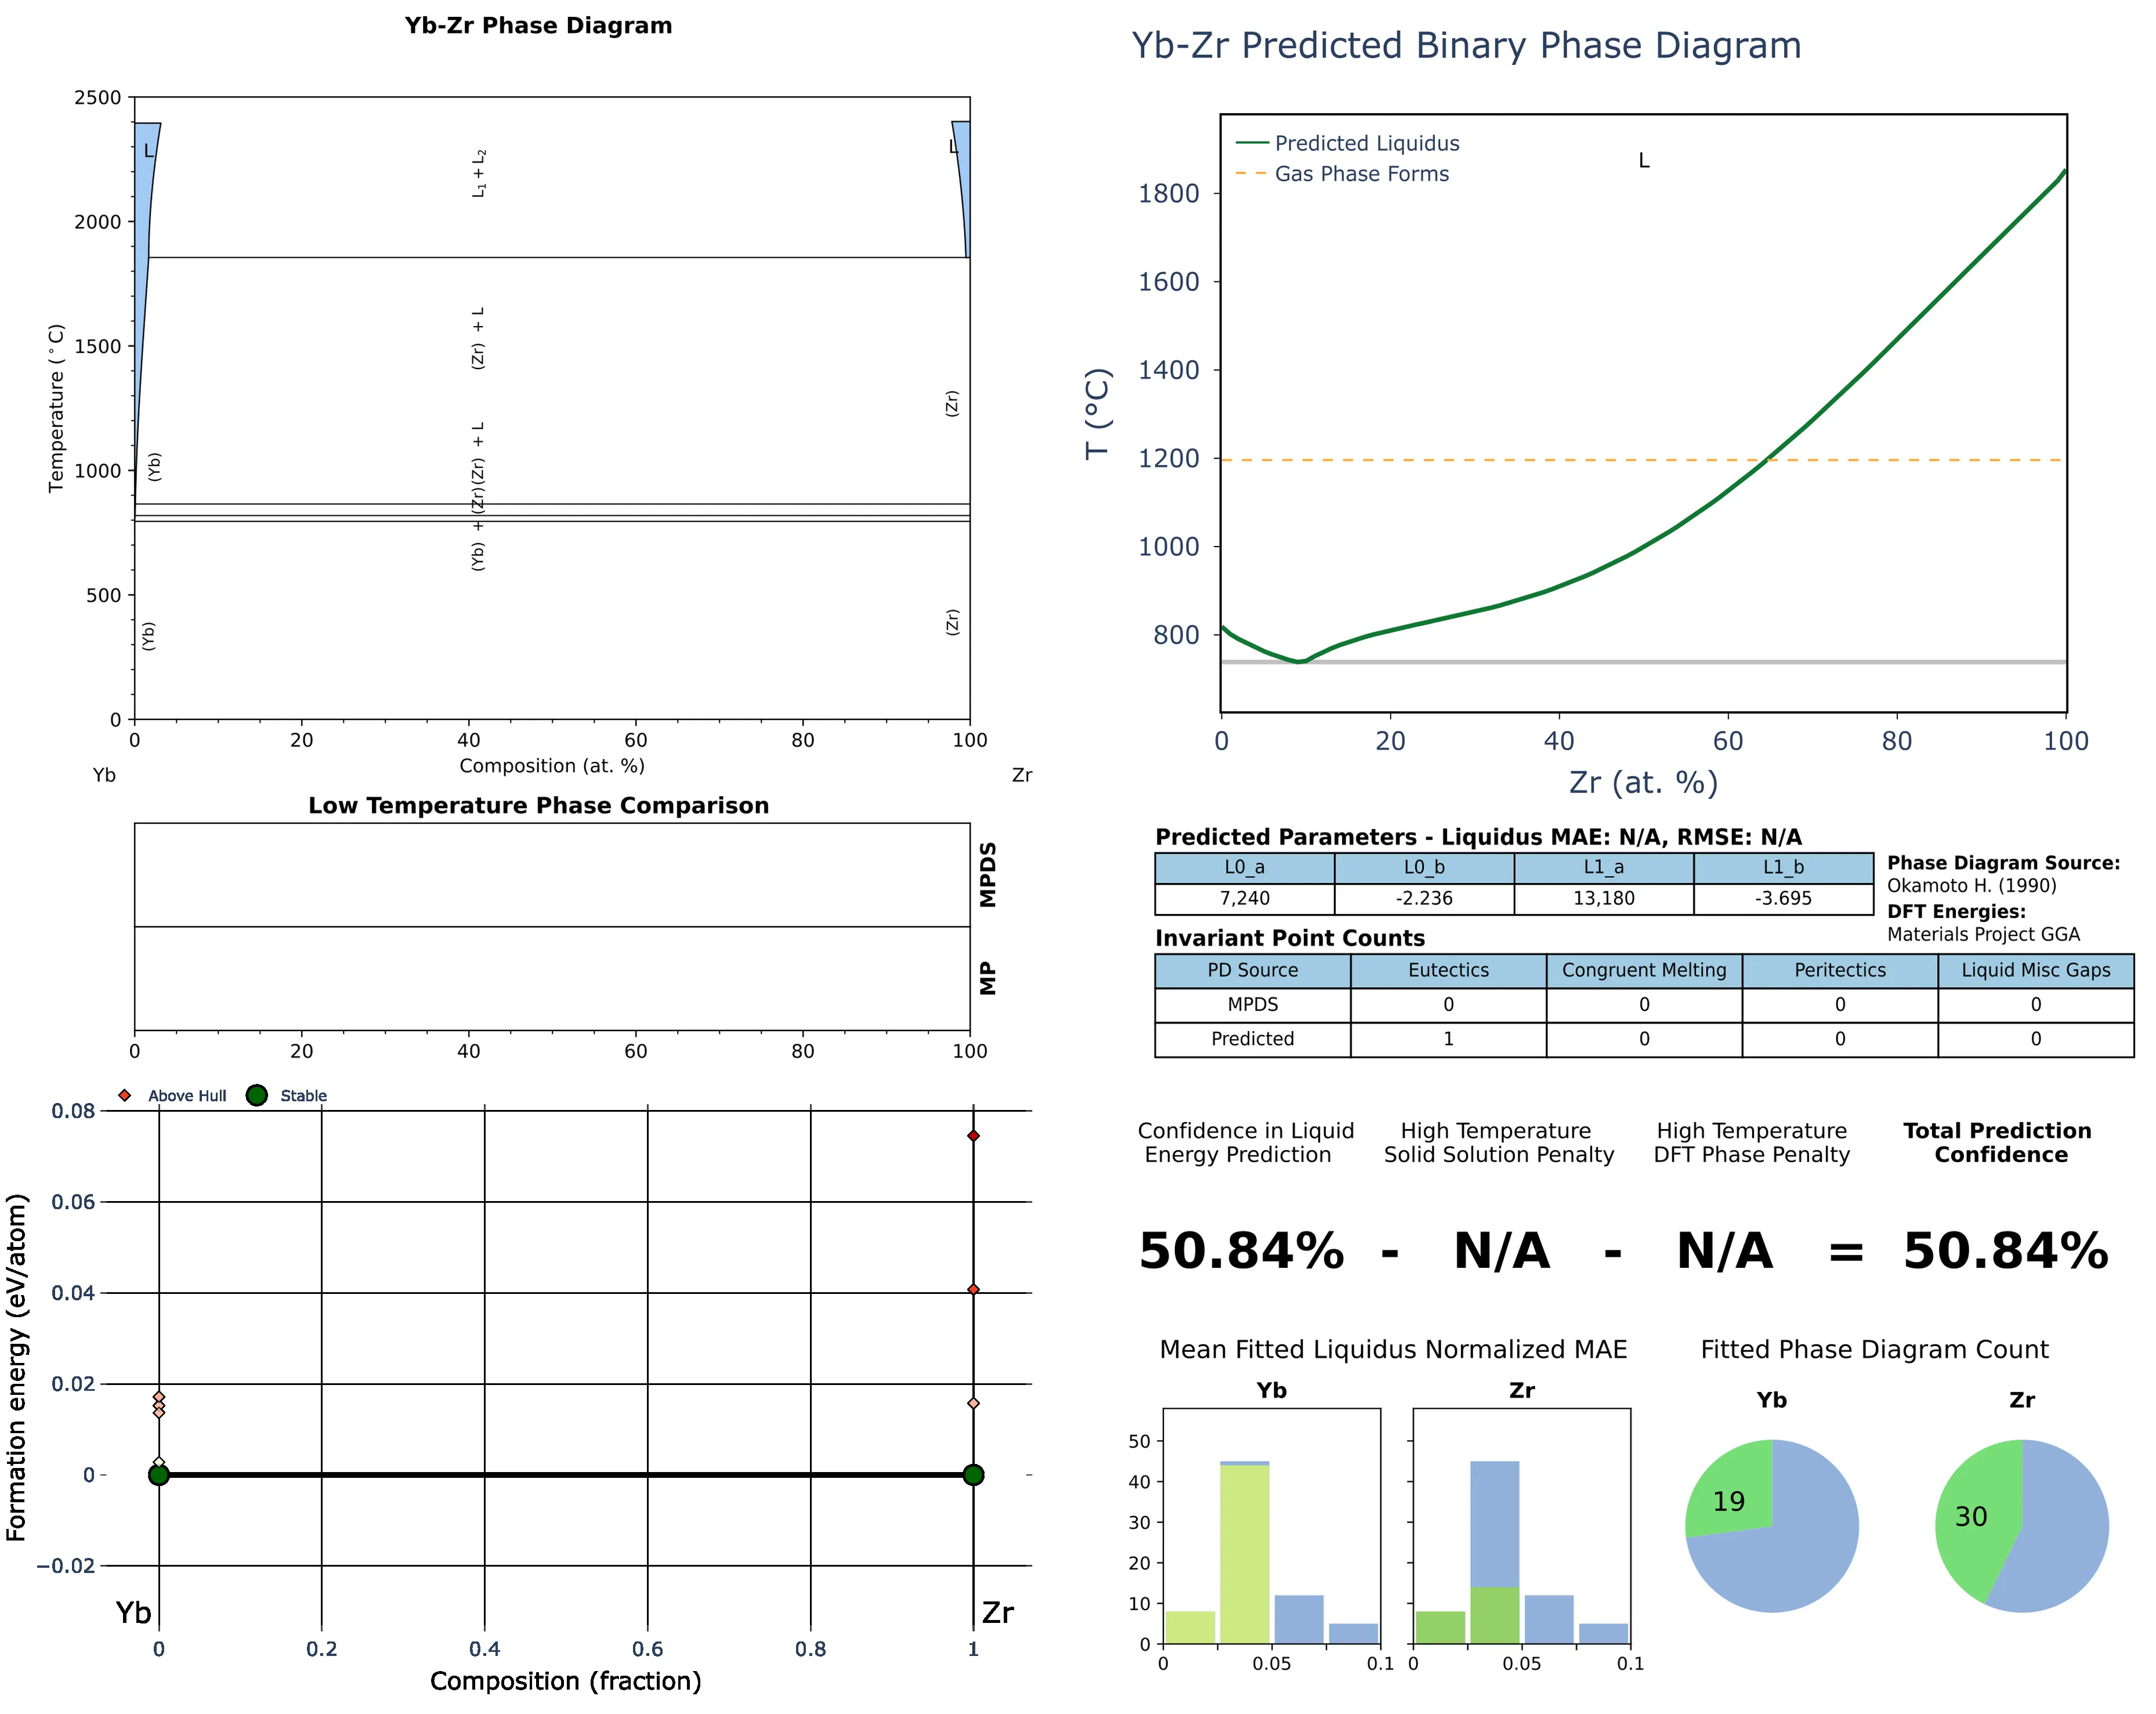 Yb-Zr Phase Diagram
2500
2000
1500
1000
500
0
Temperature (°C)
L
L
L₁ + L₂
(Zr) + L
(Zr) + L
(Yb) + (Zr)
(Yb)
(Zr)
(Yb)
(Zr)
0 20 40 60 80 100
Composition (at. %)
Yb Zr
Low Temperature Phase Comparison
MPDS
MP
0 20 40 60 80 100
Above Hull Stable
0.08
0.06
0.04
0.02
0
−0.02
Formation energy (eV/atom)
Yb Zr
0 0.2 0.4 0.6 0.8 1
Composition (fraction)
Yb-Zr Predicted Binary Phase Diagram
Predicted Liquidus
Gas Phase Forms
L
1800
1600
1400
1200
1000
800
T (°C)
0 20 40 60 80 100
Zr (at. %)
Predicted Parameters - Liquidus MAE: N/A, RMSE: N/A
L0_a L0_b L1_a L1_b
7,240 -2.236 13,180 -3.695
Phase Diagram Source:
Okamoto H. (1990)
DFT Energies:
Materials Project GGA
Invariant Point Counts
PD Source Eutectics Congruent Melting Peritectics Liquid Misc Gaps
MPDS 0 0 0 0
Predicted 1 0 0 0
Confidence in Liquid
Energy Prediction
High Temperature
Solid Solution Penalty
High Temperature
DFT Phase Penalty
Total Prediction
Confidence
50.84% - N/A - N/A = 50.84%
Mean Fitted Liquidus Normalized MAE
Yb Zr
50
40
30
20
10
0
0 0.05 0.1
0 0.05 0.1
Fitted Phase Diagram Count
Yb Zr
19 30